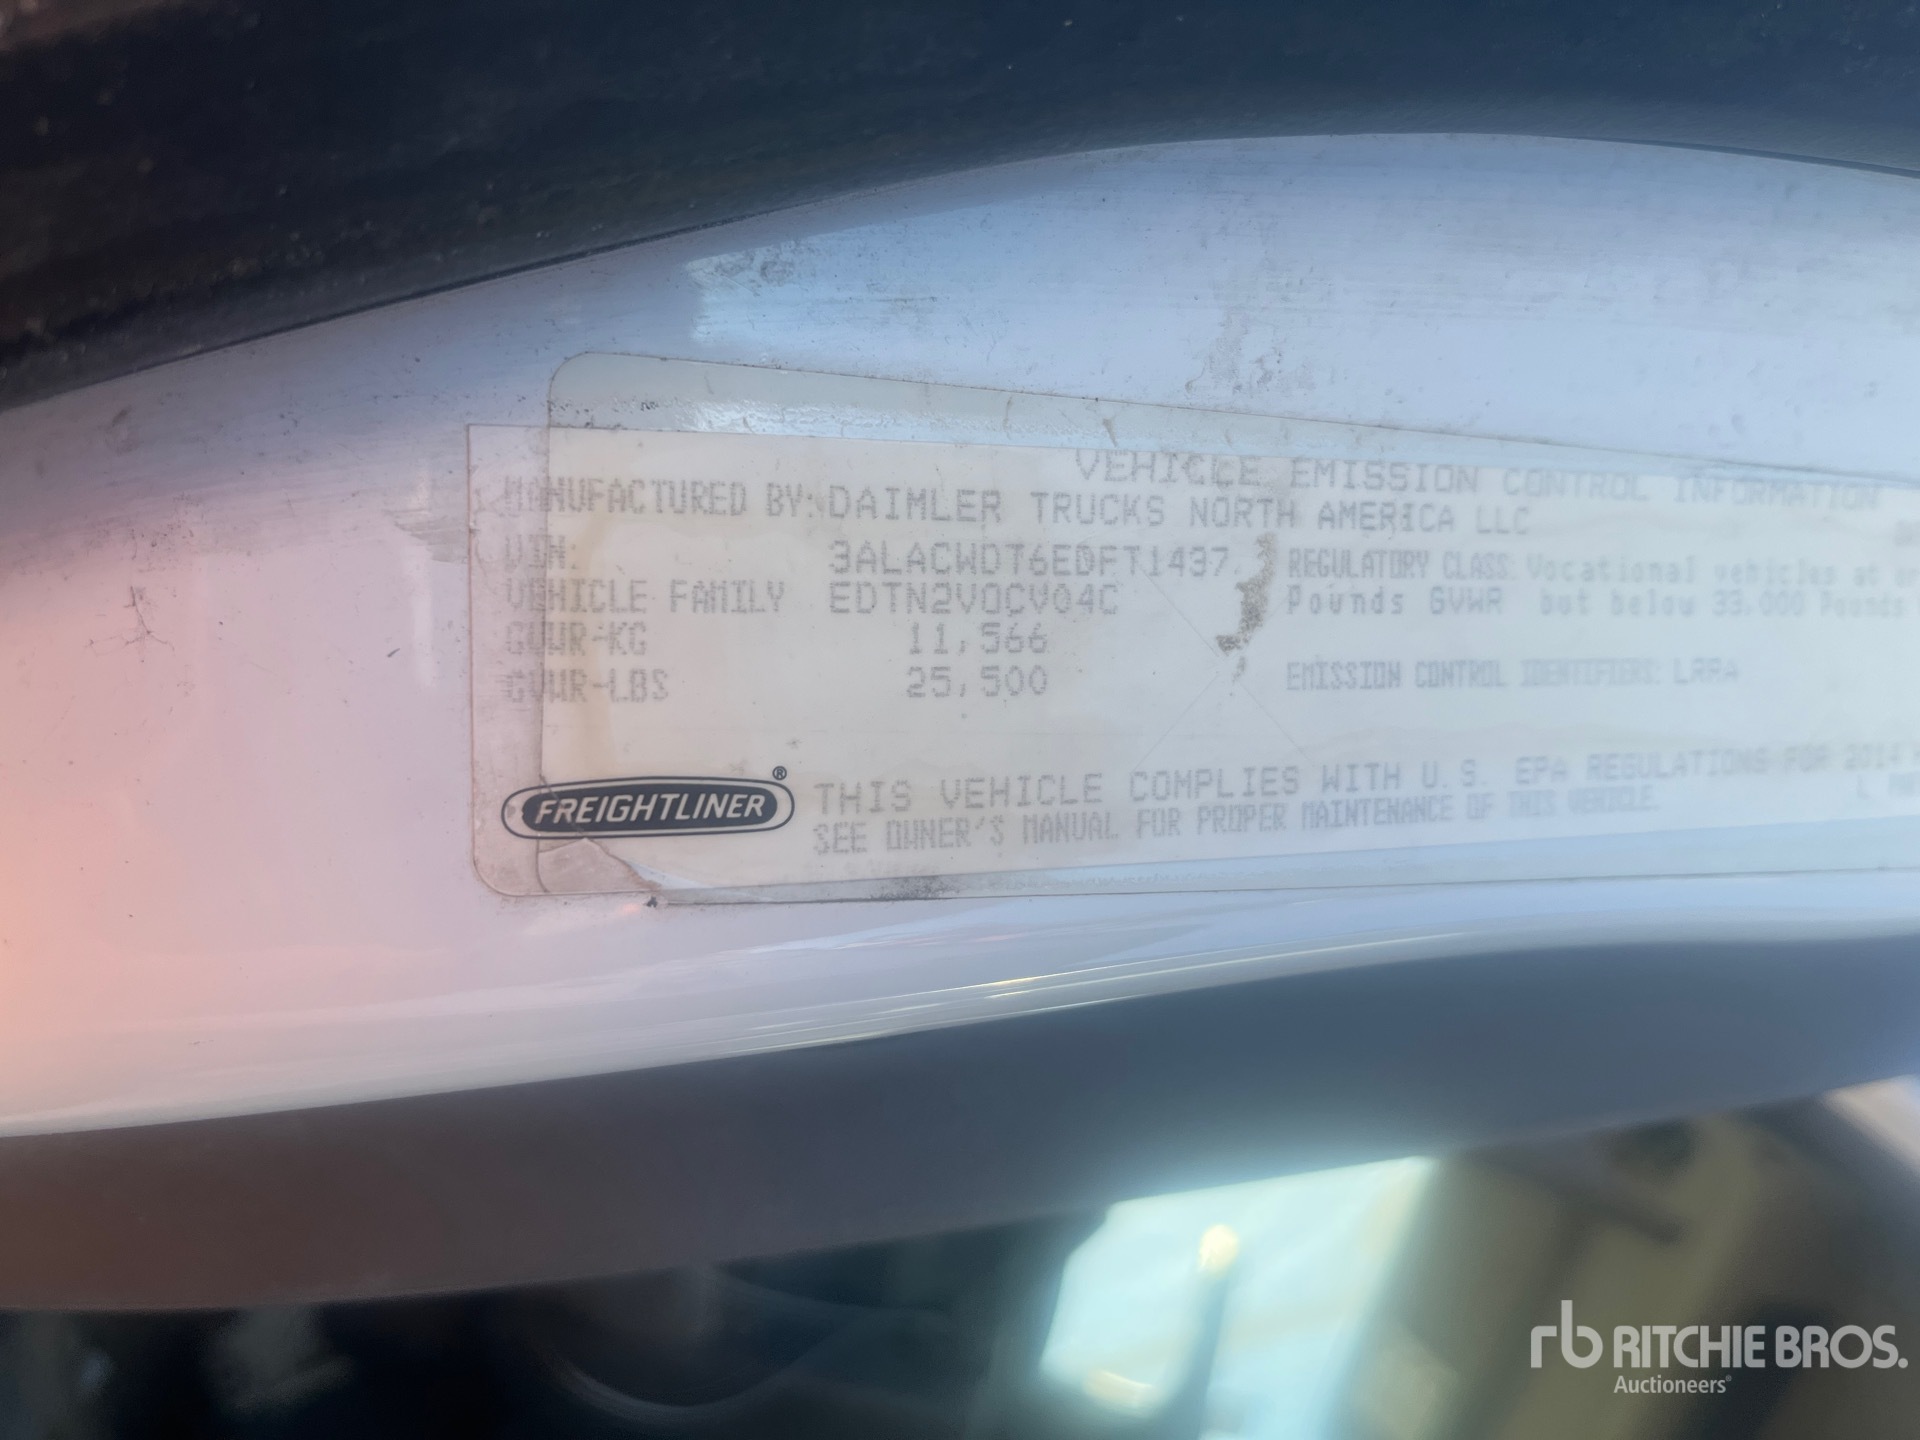 VEHICLE EMISSION CONTROL INFORMATION
MANUFACTURED BY: DAIMLER TRUCKS NORTH AMERICA LLC
VIN: 3ALACWDT6EDFT1437
VEHICLE FAMILY EDTN2VOCV04C
GVWR-KG 11,566
GVWR-LBS 25,500
REGULATORY CLASS: Vocational vehicles at or
Pounds GVWR but below 33,000 Pounds
EMISSION CONTROL IDENTIFIERS: LRRA
FREIGHTLINER®
THIS VEHICLE COMPLIES WITH U.S. EPA REGULATIONS FOR 2014
SEE OWNER'S MANUAL FOR PROPER MAINTENANCE OF THIS VEHICLE.
rb RITCHIE BROS.
Auctioneers®